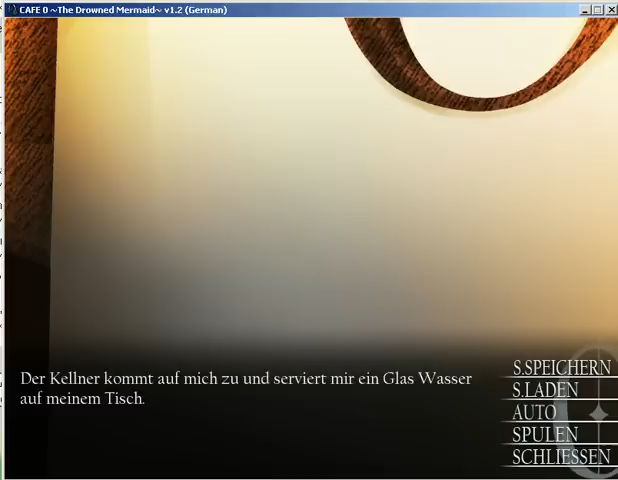 CAFE 0 ~The Drowned Mermaid~ v1.2 (German)
Der Kellner kommt auf mich zu und serviert mir ein Glas Wasser
auf meinem Tisch.
S.SPEICHERN
S.LADEN
AUTO
SPULEN
SCHLIESSEN